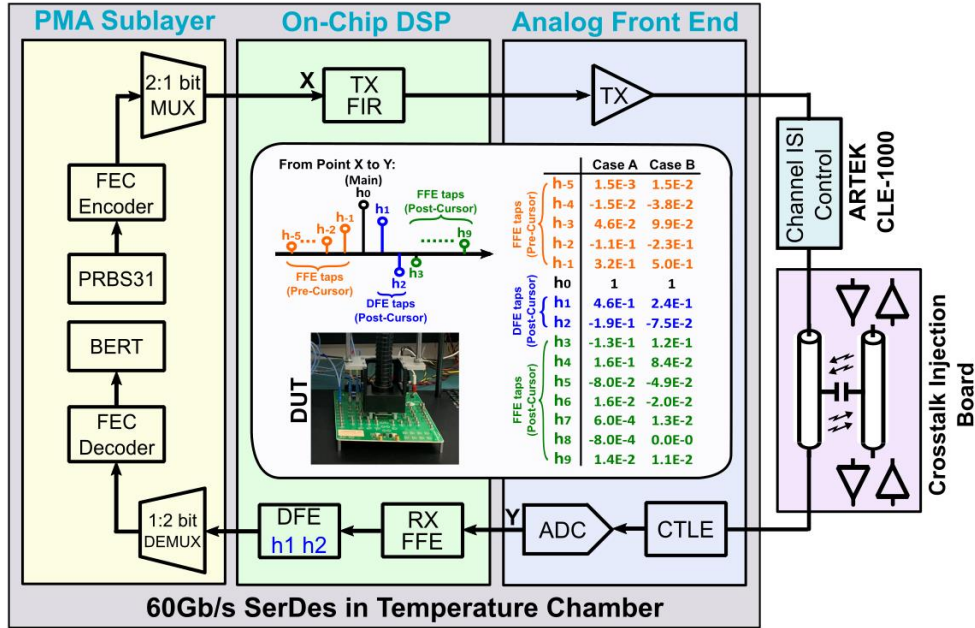 PMA Sublayer
On-Chip DSP
Analog Front End
2:1 bit
MUX
X
TX
FIR
TX
FEC
Encoder
PRBS31
BERT
FEC
Decoder
1:2 bit
DEMUX
Channel ISI
Control
ARTEK
CLE-1000
Crosstalk Injection
Board
From Point X to Y:
(Main)
h0
h-1
h-2
h-5
h1
h2
h3
h9
FFE taps
(Post-Cursor)
FFE taps
(Pre-Cursor)
DFE taps
(Post-Cursor)
DUT
Case A Case B
FFE taps
(Pre-Cursor)
h-5 1.5E-3 1.5E-2
h-4 -1.5E-2 -3.8E-2
h-3 4.6E-2 9.9E-2
h-2 -1.1E-1 -2.3E-1
h-1 3.2E-1 5.0E-1
h0 1 1
DFE taps
(Post-Cursor)
h1 4.6E-1 2.4E-1
h2 -1.9E-1 -7.5E-2
FFE taps
(Post-Cursor)
h3 -1.3E-1 1.2E-1
h4 1.6E-1 8.4E-2
h5 -8.0E-2 -4.9E-2
h6 1.6E-2 -2.0E-2
h7 6.0E-4 1.3E-2
h8 -8.0E-4 0.0E-0
h9 1.4E-2 1.1E-2
DFE
h1 h2
RX
FFE
Y
ADC
CTLE
60Gb/s SerDes in Temperature Chamber